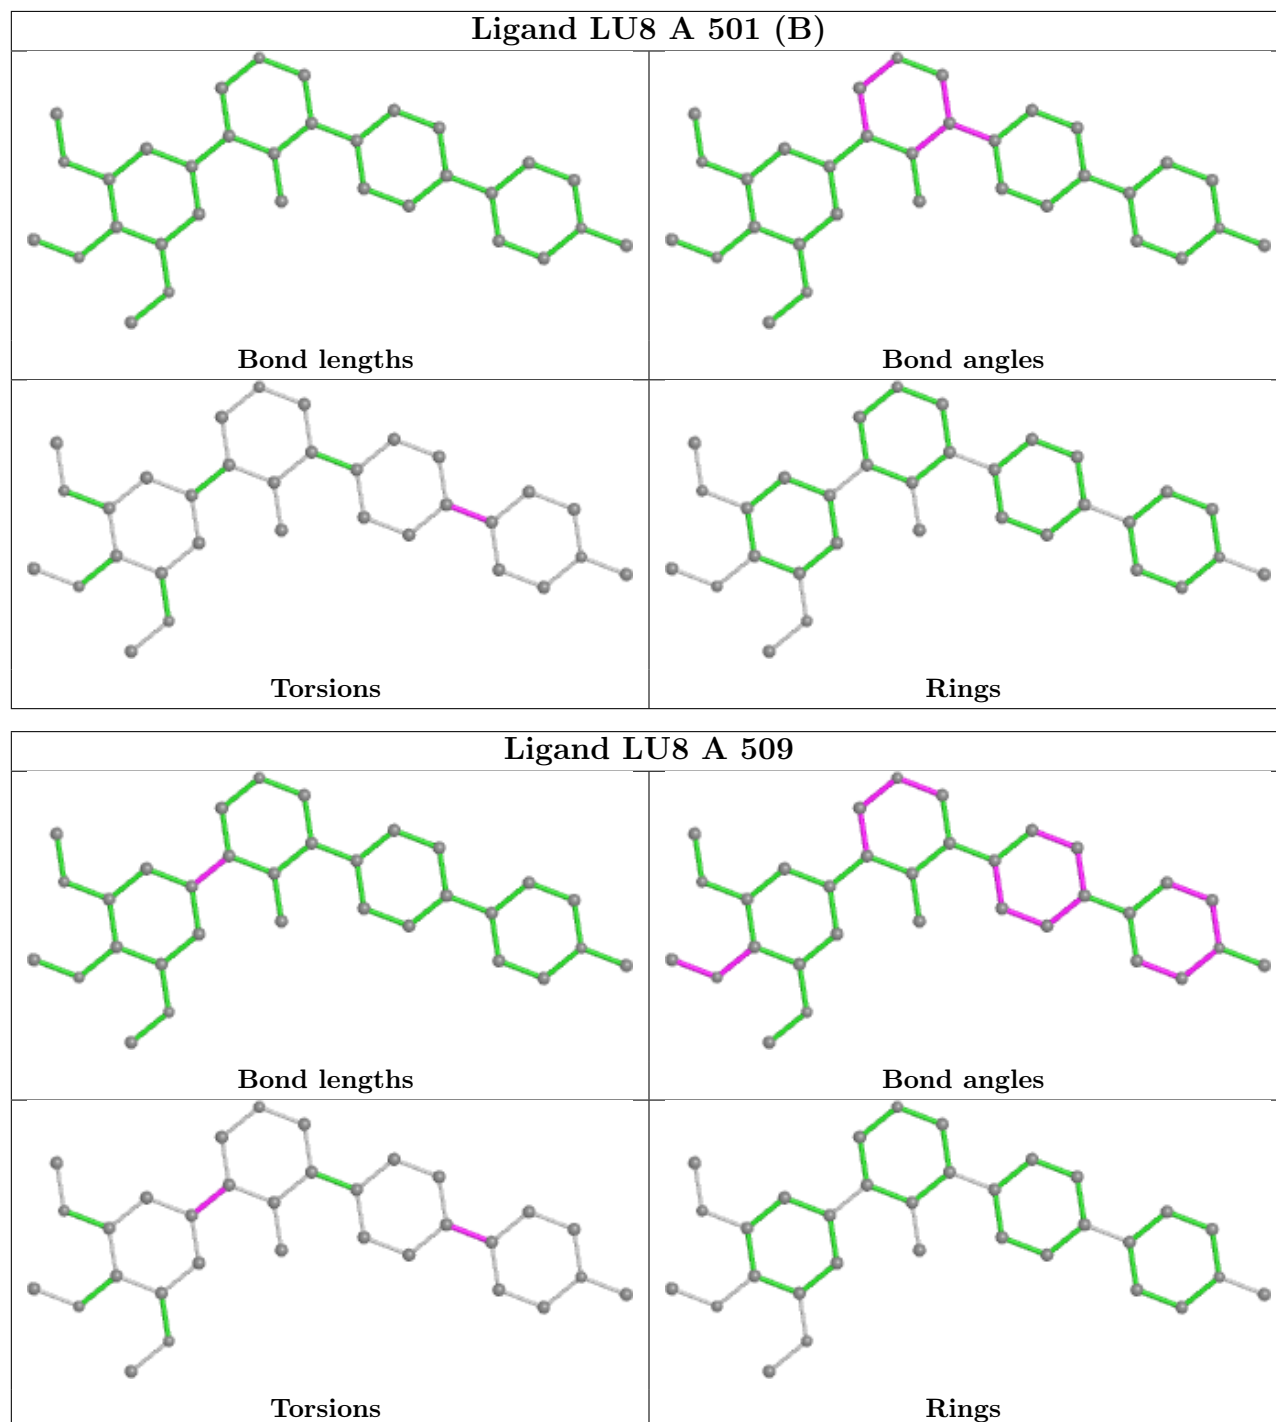 Ligand LU8 A 501 (B)
Bond lengths
Bond angles
Torsions
Rings
Ligand LU8 A 509
Bond lengths
Bond angles
Torsions
Rings